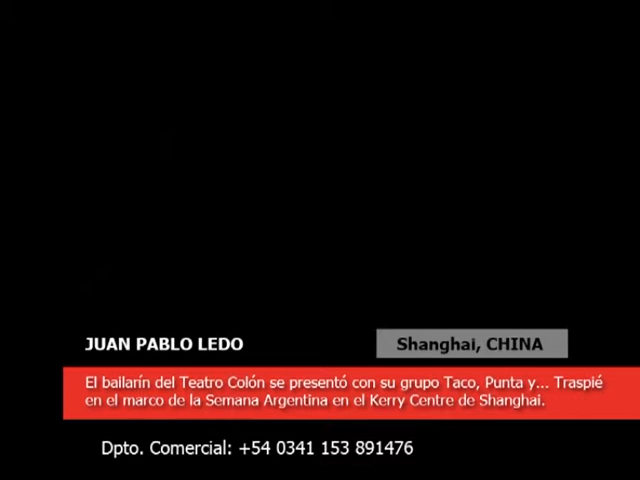 JUAN PABLO LEDO
Shanghai, CHINA
El bailarín del Teatro Colón se presentó con su grupo Taco, Punta y... Traspié
en el marco de la Semana Argentina en el Kerry Centre de Shanghai.
Dpto. Comercial: +54 0341 153 891476